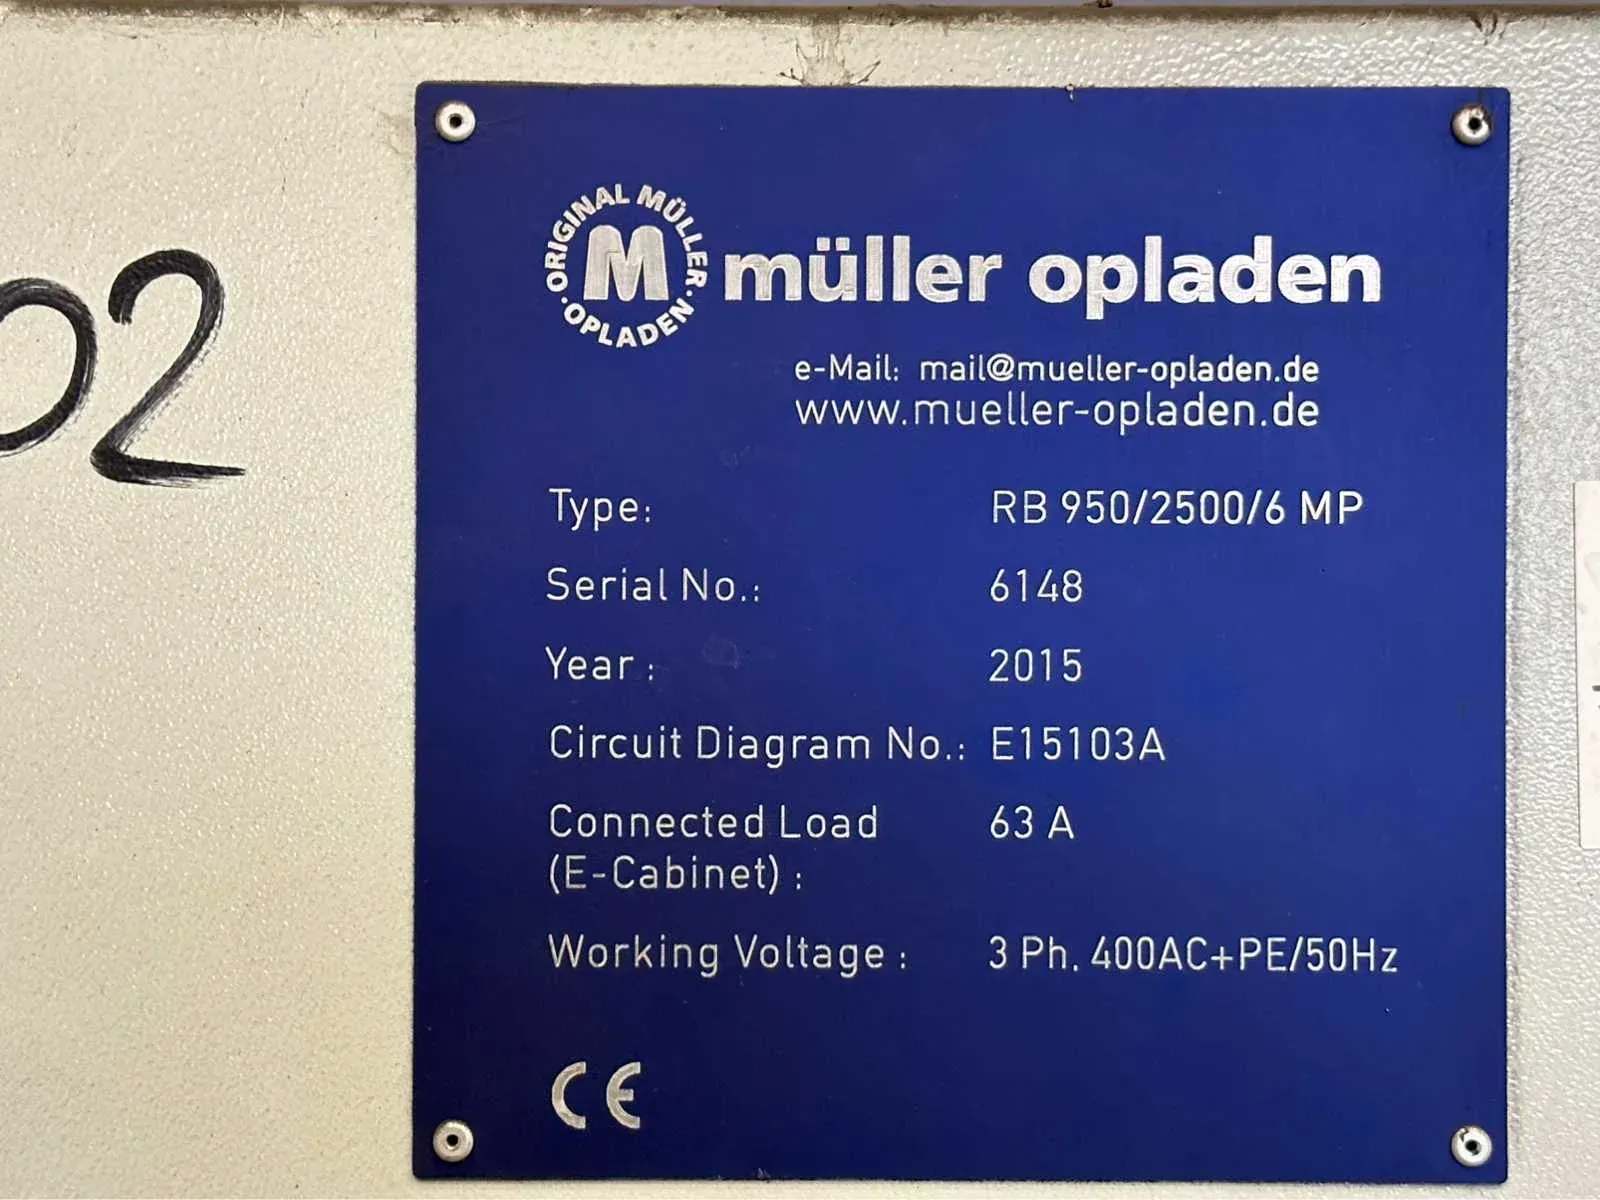 02
ORIGINAL MÜLLER
M
OPLADEN
müller opladen
e-Mail: mail@mueller-opladen.de
www.mueller-opladen.de
Type: RB 950/2500/6 MP
Serial No.: 6148
Year : 2015
Circuit Diagram No.: E15103A
Connected Load 63 A
(E-Cabinet) :
Working Voltage : 3 Ph. 400AC+PE/50Hz
CE